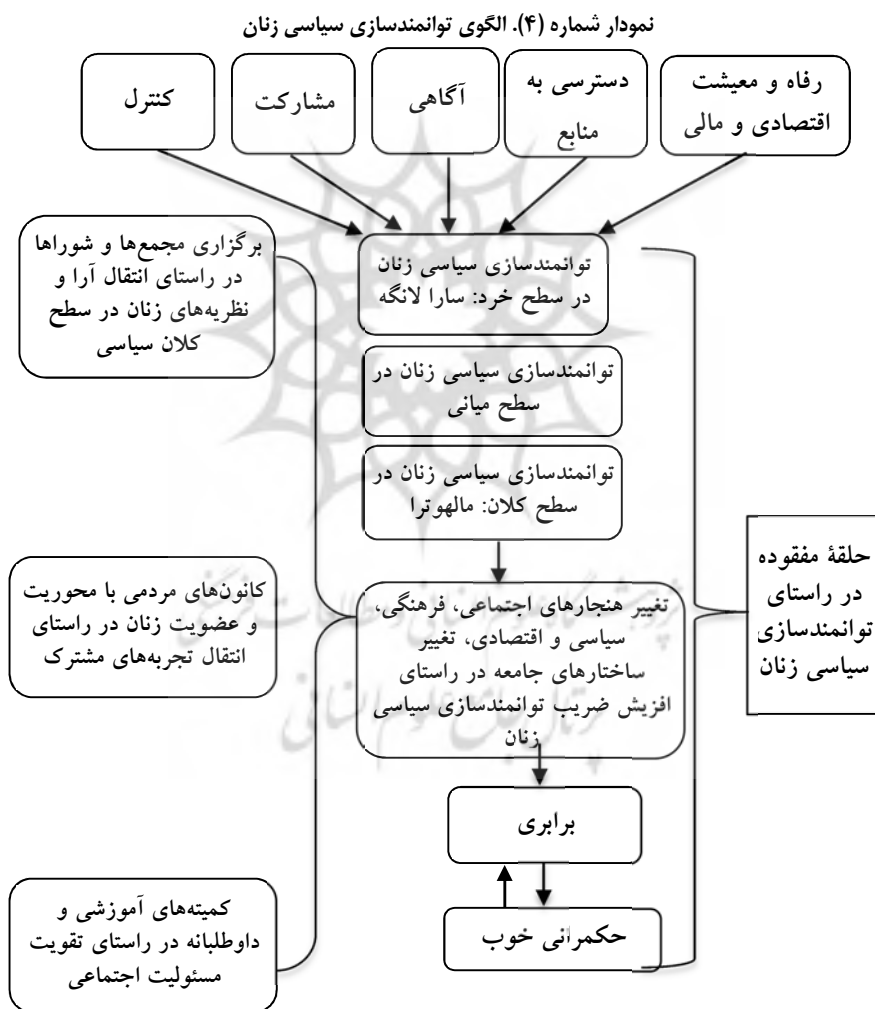 نمودار شماره (۴). الگوی توانمندسازی سیاسی زنان
رفاه و معیشت
اقتصادی و مالی
دسترسی به
منابع
آگاهی
مشارکت
کنترل
توانمندسازی سیاسی زنان
در سطح خرد: سارا لانگه
توانمندسازی سیاسی زنان در
سطح میانی
توانمندسازی سیاسی زنان در
سطح کلان: مالهوترا
تغییر هنجارهای اجتماعی، فرهنگی،
سیاسی و اقتصادی، تغییر
ساختارهای جامعه در راستای
افزیش ضریب توانمندسازی سیاسی
زنان
برابری
حکمرانی خوب
حلقهٔ مفقوده
در راستای
توانمندسازی
سیاسی زنان
برگزاری مجمع‌ها و شوراها
در راستای انتقال آرا و
نظریه‌های زنان در سطح
کلان سیاسی
کانون‌های مردمی با محوریت
و عضویت زنان در راستای
انتقال تجربه‌های مشترک
کمیته‌های آموزشی و
داوطلبانه در راستای تقویت
مسئولیت اجتماعی
پرتال جامع علوم انسانی